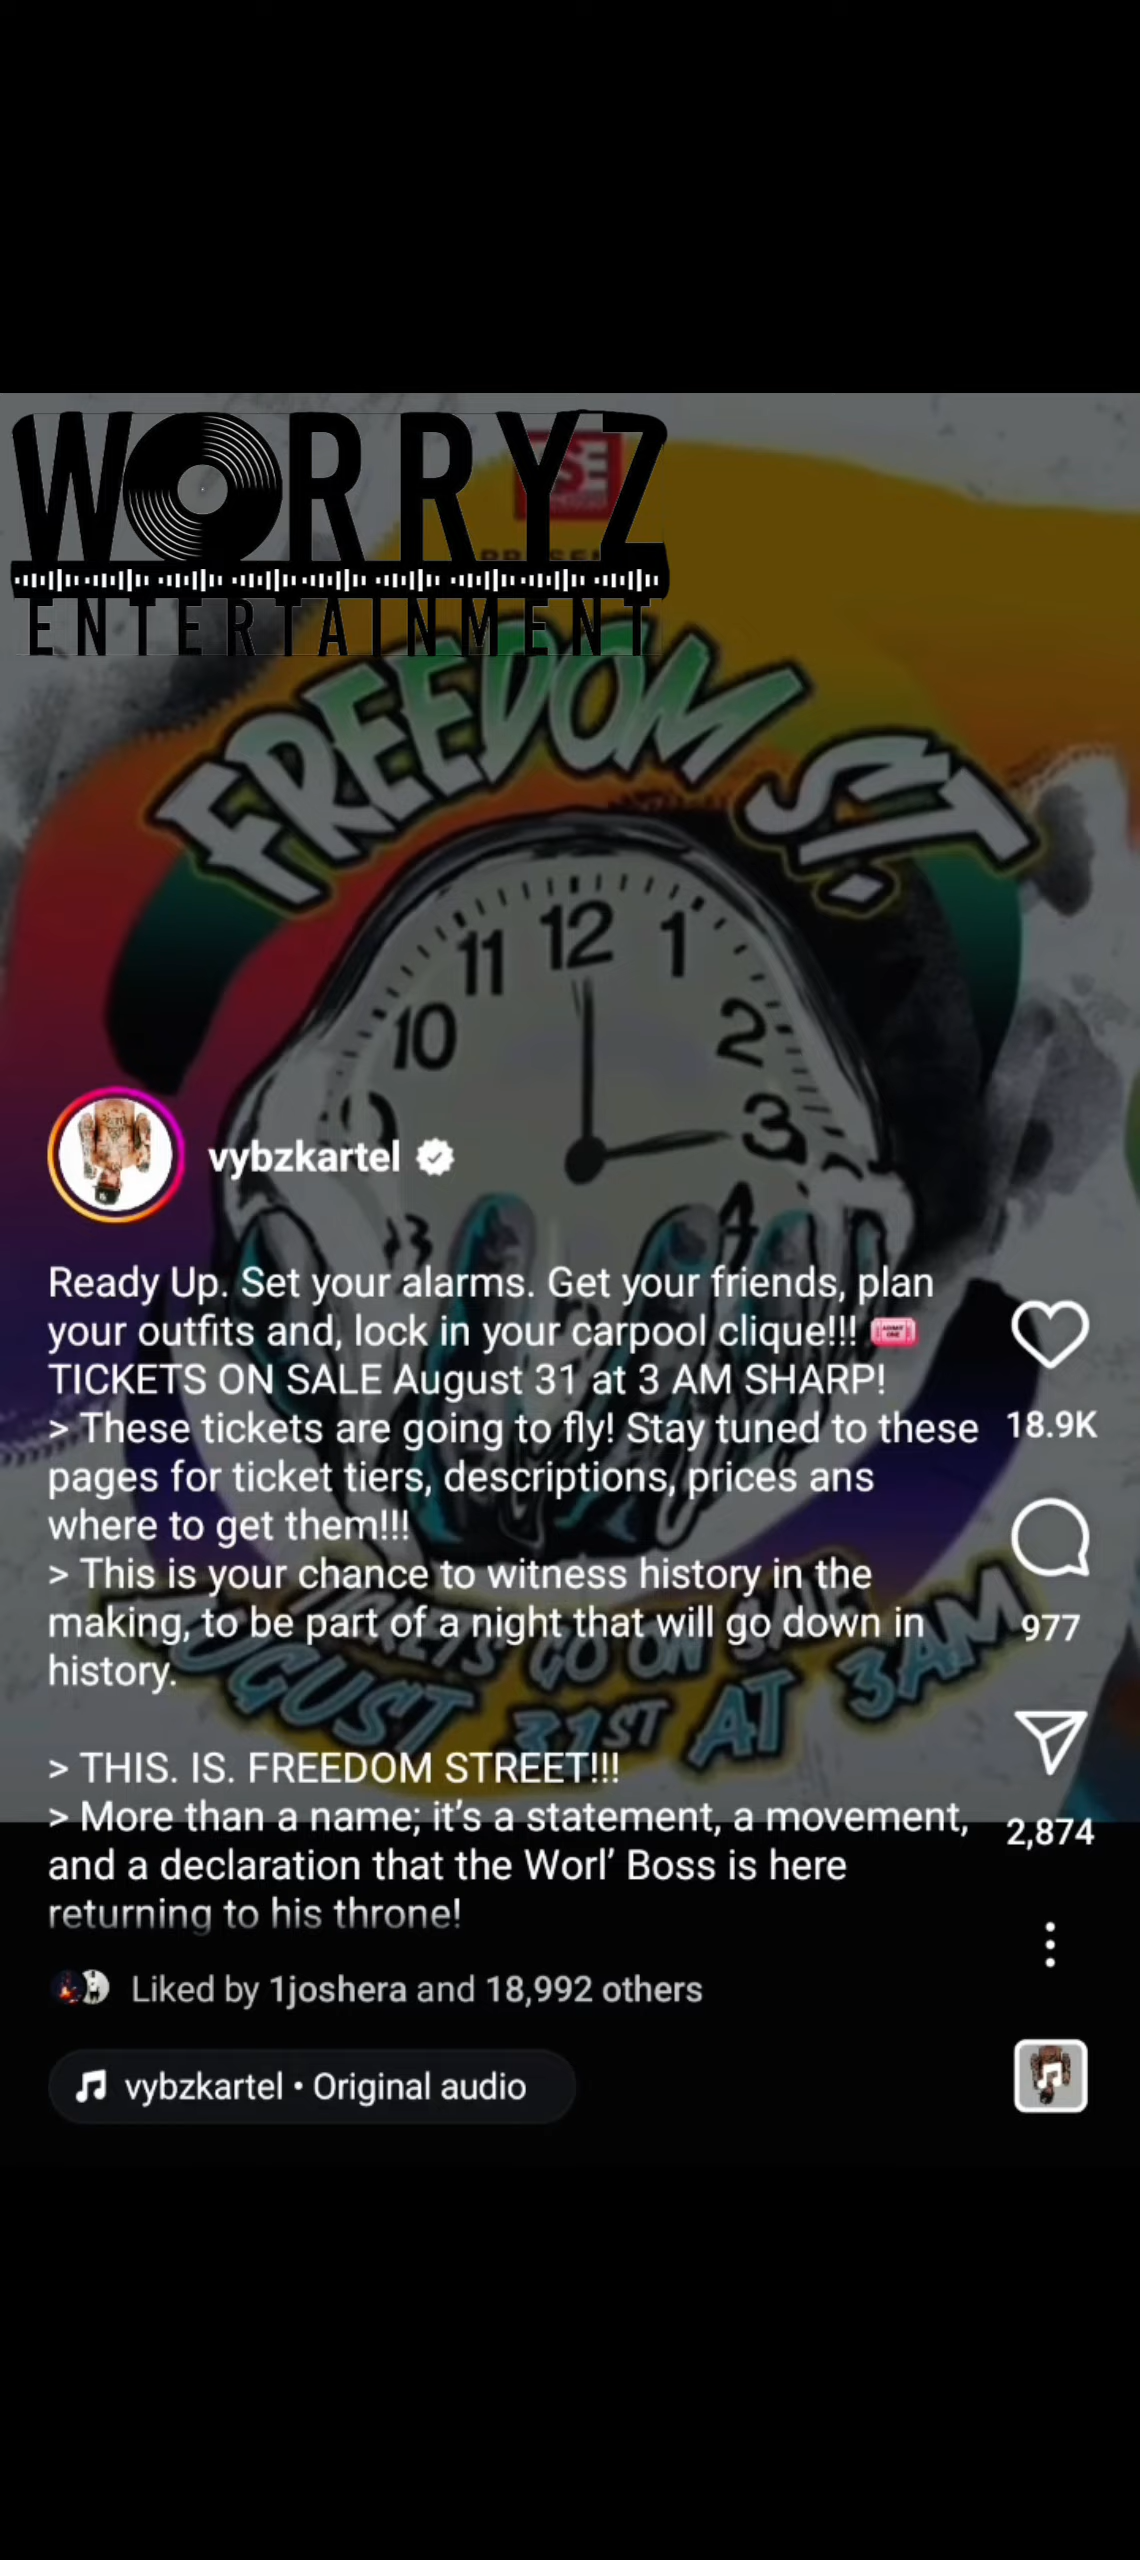 WORRYZ
ENTERTAINMENT
SE
FREEDOM ST.
11 12 1
10 2
3
4
vybzkartel
Ready Up. Set your alarms. Get your friends, plan
your outfits and, lock in your carpool clique!!! 🎟️
TICKETS ON SALE August 31 at 3 AM SHARP!
> These tickets are going to fly! Stay tuned to these
pages for ticket tiers, descriptions, prices ans
where to get them!!!
> This is your chance to witness history in the
making, to be part of a night that will go down in
history.
> THIS. IS. FREEDOM STREET!!!
> More than a name; it’s a statement, a movement,
and a declaration that the Worl’ Boss is here
returning to his throne!
18.9K
977
2,874
TICKETS GO ON SALE
AUGUST 31ST AT 3AM
Liked by 1joshera and 18,992 others
vybzkartel • Original audio